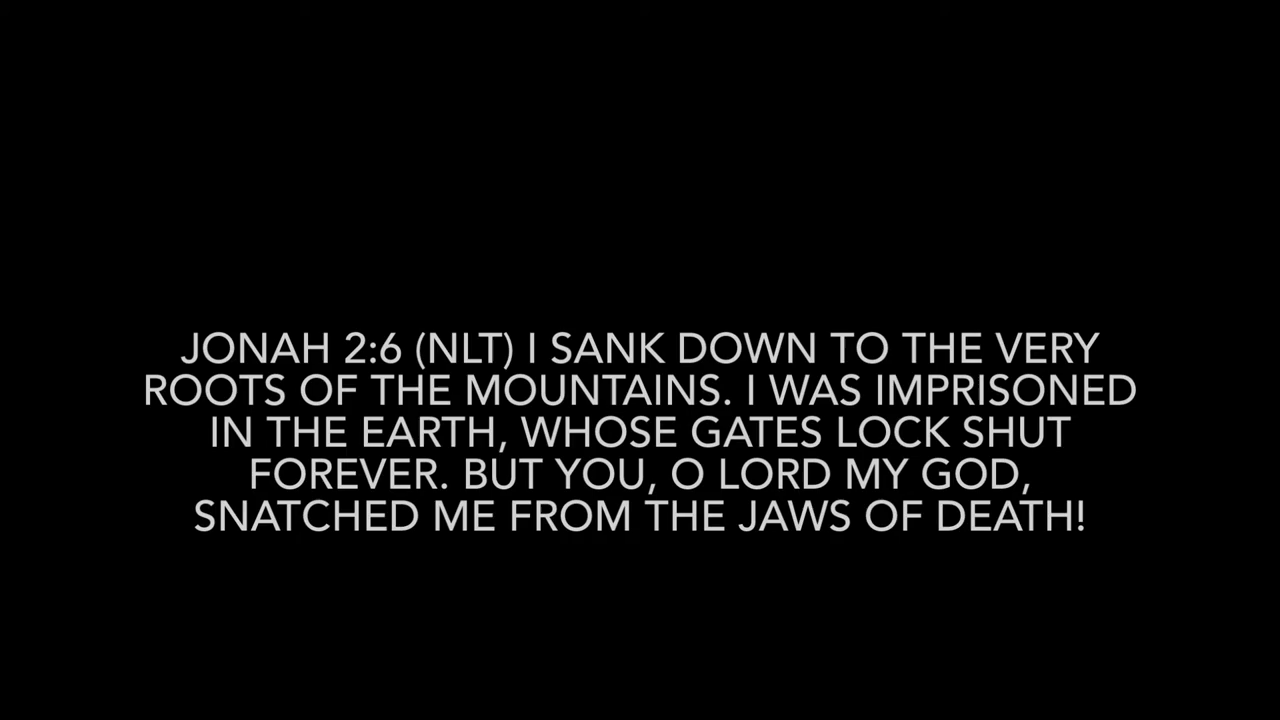 JONAH 2:6 (NLT) I SANK DOWN TO THE VERY
ROOTS OF THE MOUNTAINS. I WAS IMPRISONED
IN THE EARTH, WHOSE GATES LOCK SHUT
FOREVER. BUT YOU, O LORD MY GOD,
SNATCHED ME FROM THE JAWS OF DEATH!